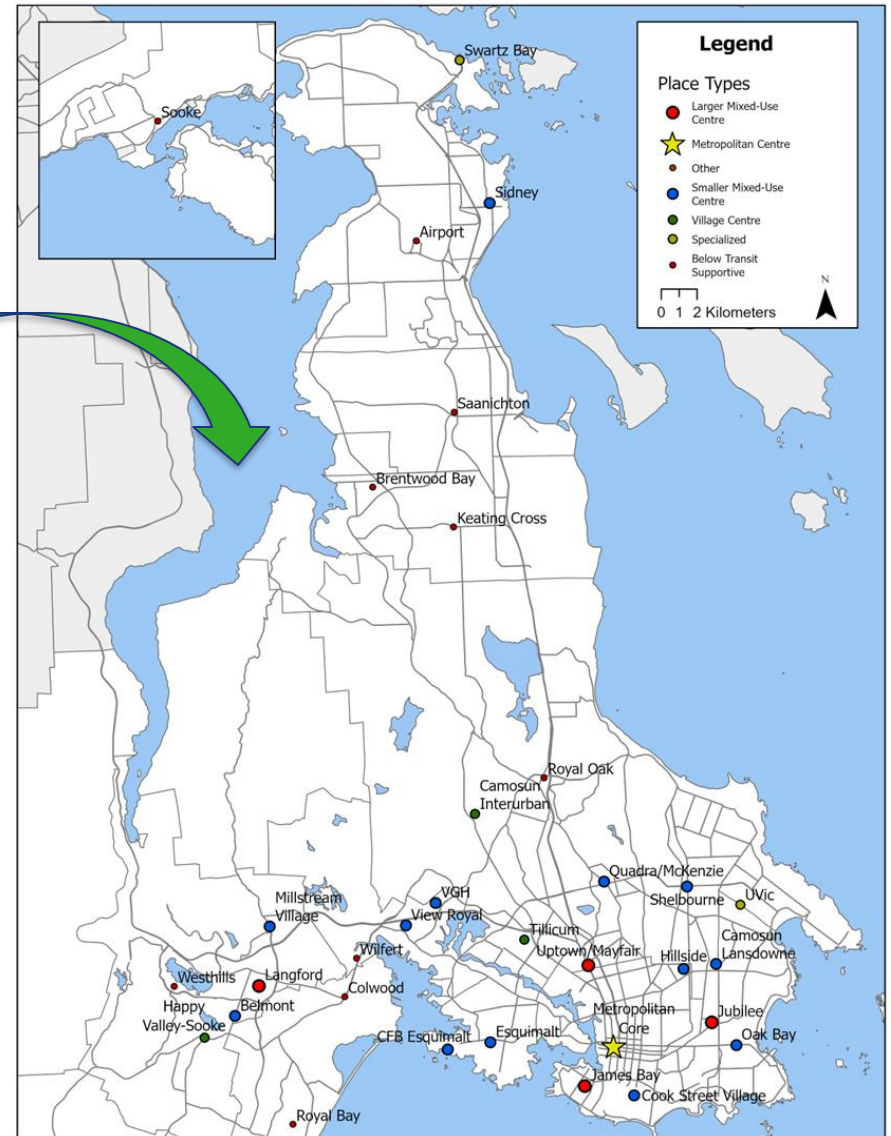 Sooke
Swartz Bay
Legend
Place Types
Larger Mixed-Use
Centre
Metropolitan Centre
Other
Smaller Mixed-Use
Centre
Village Centre
Specialized
Below Transit
Supportive
0 1 2 Kilometers
N
Sidney
Airport
Saanichton
Brentwood Bay
Keating Cross
Royal Oak
Camosun
Interurban
Quadra/McKenzie
Shelbourne
UVic
Millstream
Village
VGH
View Royal
Tillicum
Uptown/Mayfair
Camosun
Lansdowne
Hillside
Wilfert
Westhills
Langford
Colwood
Happy
Valley-Sooke
Belmont
Metropolitan
Core
Jubilee
CFB Esquimalt
Esquimalt
Oak Bay
James Bay
Cook Street Village
Royal Bay